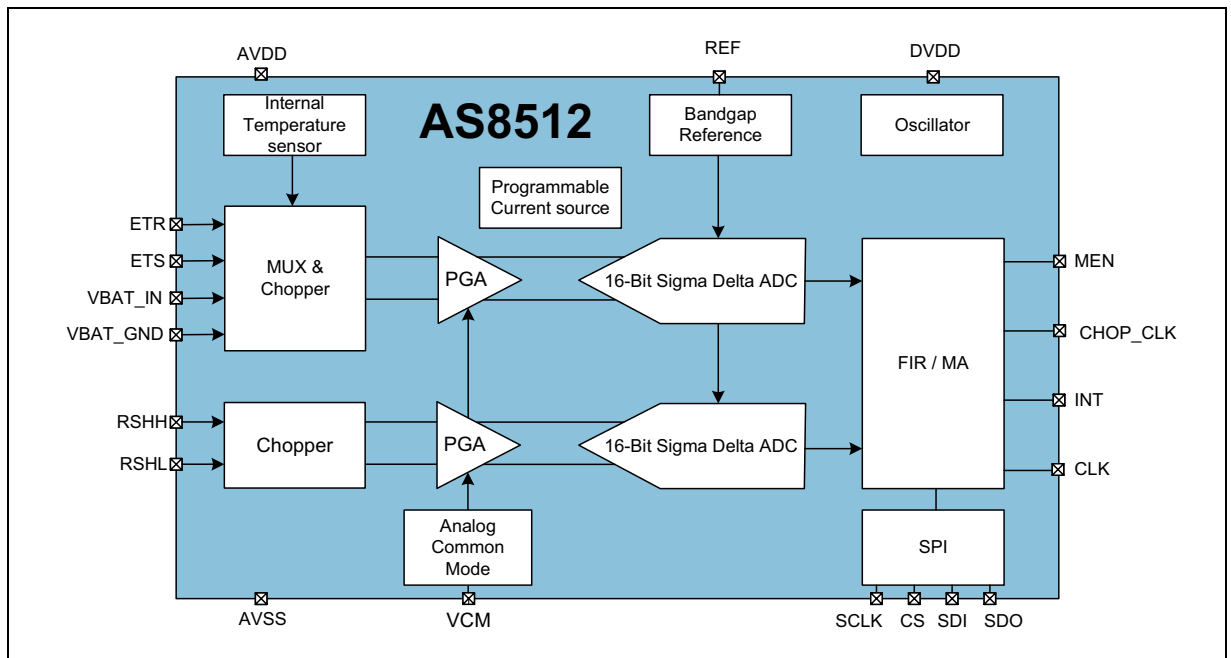 AVDD
REF
DVDD
Internal
Temperature
sensor
AS8512
Bandgap
Reference
Oscillator
Programmable
Current source
ETR
ETS
VBAT_IN
VBAT_GND
MUX &
Chopper
PGA
16-Bit Sigma Delta ADC
FIR / MA
MEN
CHOP_CLK
INT
CLK
RSHH
RSHL
Chopper
PGA
16-Bit Sigma Delta ADC
Analog
Common
Mode
SPI
AVSS
VCM
SCLK
CS
SDI
SDO